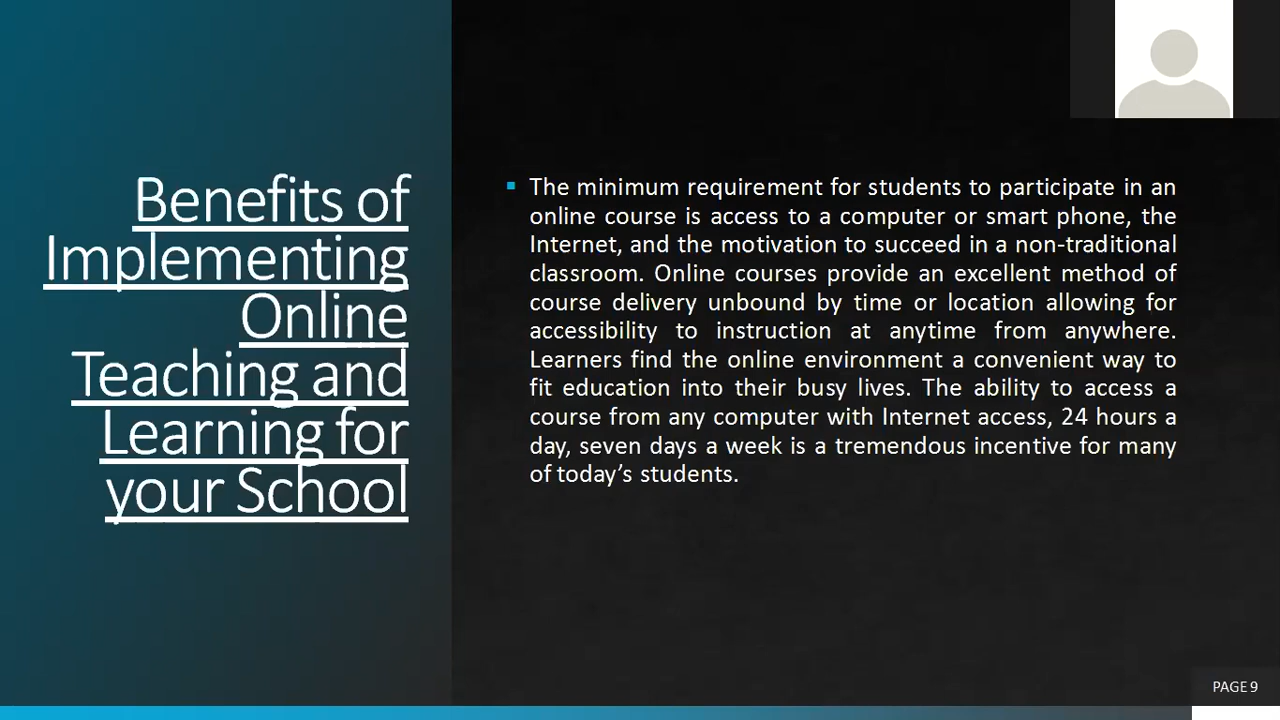 Benefits of
Implementing
Online
Teaching and
Learning for
your School
▪ The minimum requirement for students to participate in an
online course is access to a computer or smart phone, the
Internet, and the motivation to succeed in a non-traditional
classroom. Online courses provide an excellent method of
course delivery unbound by time or location allowing for
accessibility to instruction at anytime from anywhere.
Learners find the online environment a convenient way to
fit education into their busy lives. The ability to access a
course from any computer with Internet access, 24 hours a
day, seven days a week is a tremendous incentive for many
of today’s students.
PAGE 9